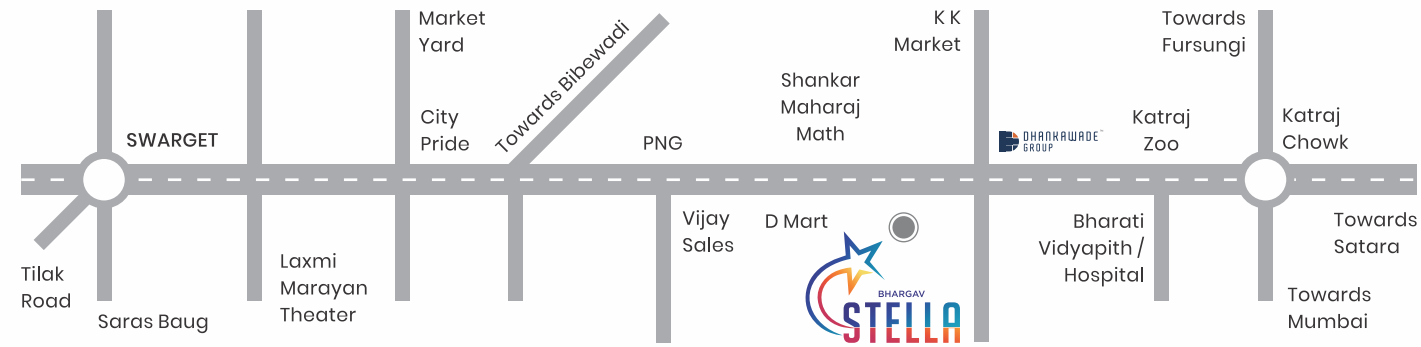 Market
Yard
K K
Market
Towards
Fursungi
Towards Bibewadi
Shankar
Maharaj
Math
City
Pride
SWARGET
PNG
DHANKAWADE™
GROUP
Katraj
Zoo
Katraj
Chowk
Tilak
Road
Saras Baug
Laxmi
Marayan
Theater
Vijay
Sales
D Mart
BHARGAV
STELLA
Bharati
Vidyapith /
Hospital
Towards
Satara
Towards
Mumbai